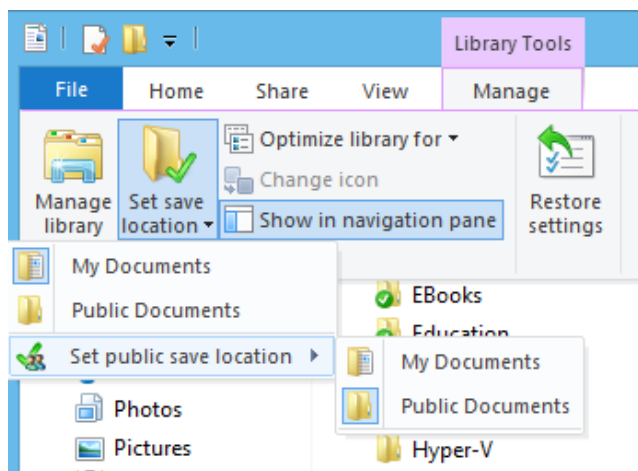 Library Tools
File Home Share View Manage
Manage library
Set save location
Optimize library for
Change icon
Show in navigation pane
Restore settings
My Documents
Public Documents
Set public save location
EBooks
Education
My Documents
Public Documents
Photos
Pictures
Hyper-V